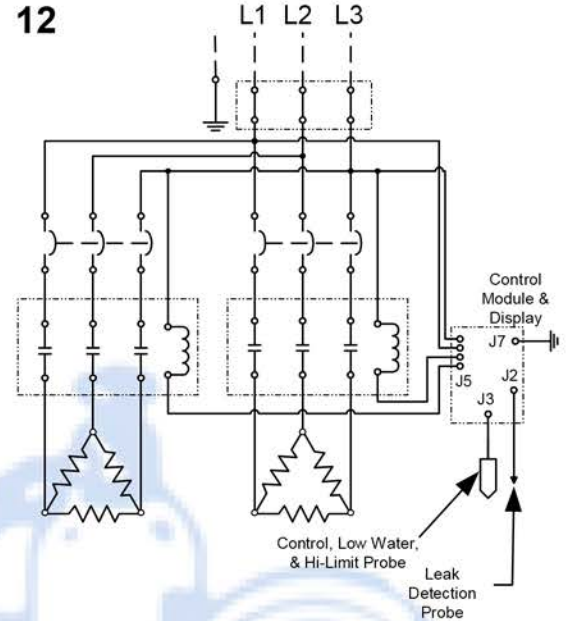 12
L1 L2 L3
Control
Module &
Display
J7
J5
J2
J3
Control, Low Water,
& Hi-Limit Probe
Leak
Detection
Probe